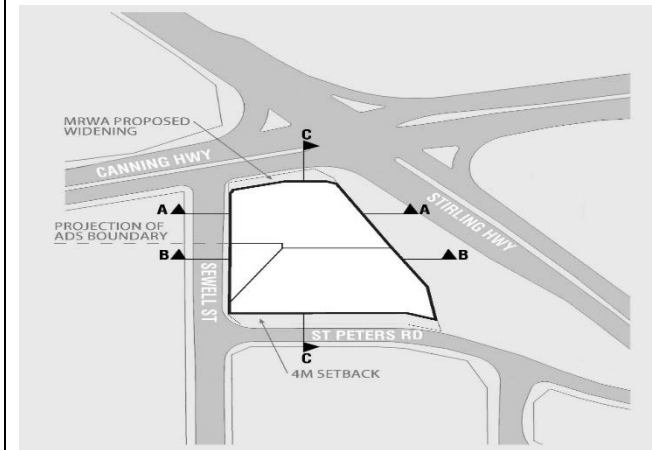 MRWA PROPOSED
WIDENING
C
CANNING HWY
A
A
STIRLING HWY
PROJECTION OF
ADS BOUNDARY
B
B
SEWELL ST
ST PETERS RD
C
4M SETBACK